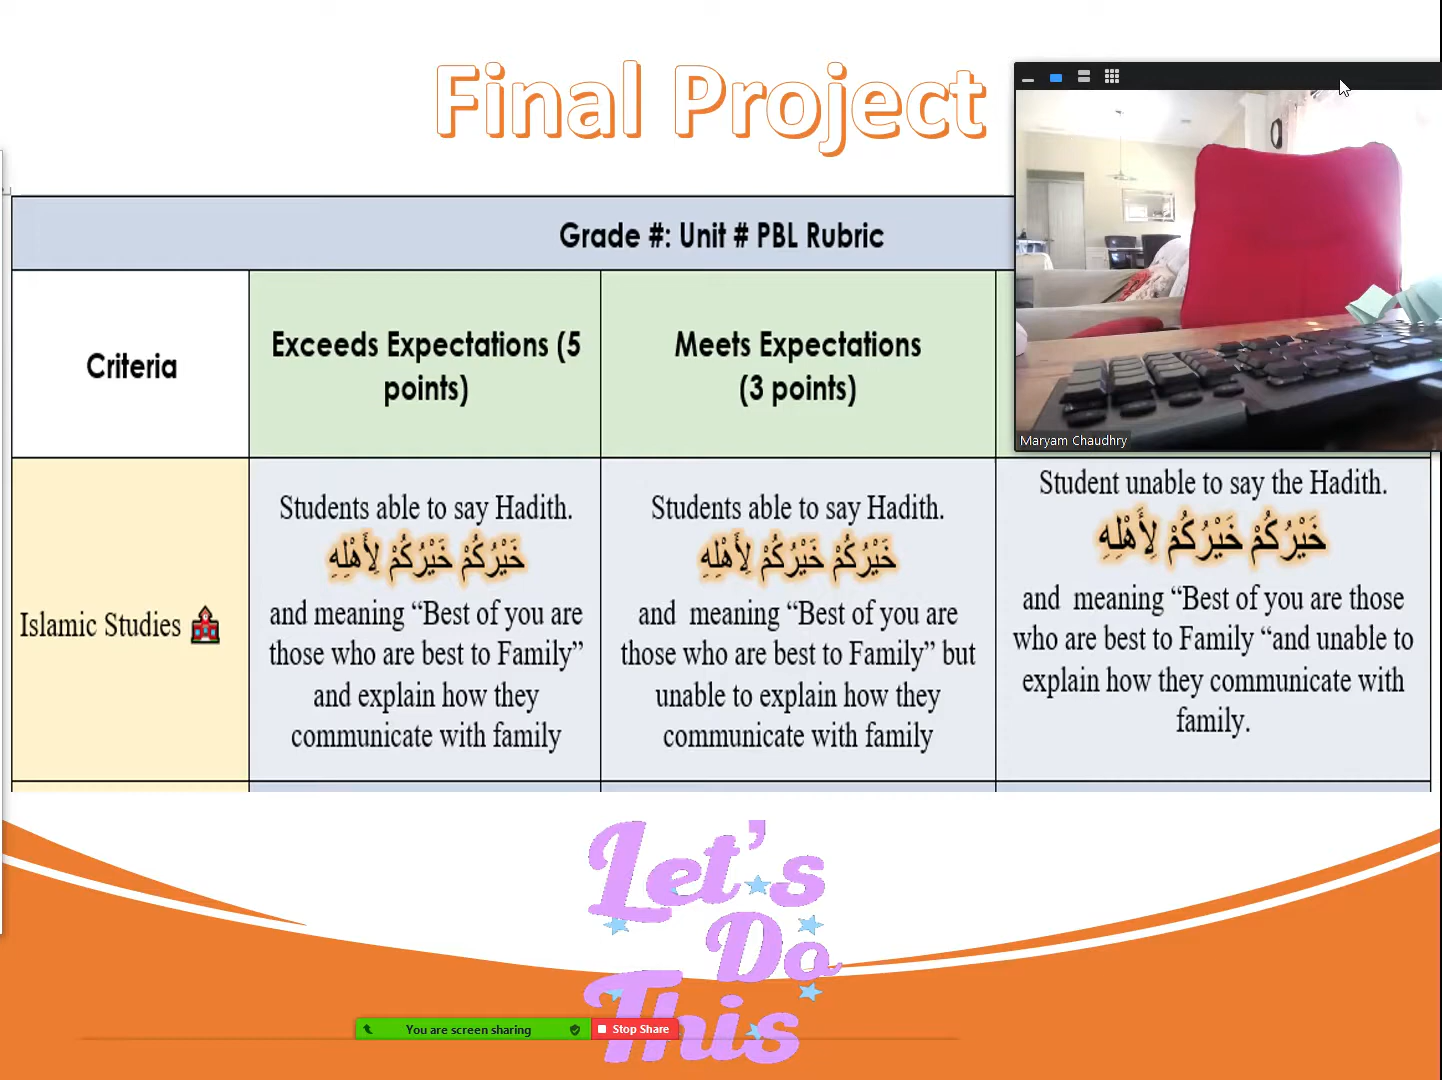 Final Project
Grade #: Unit # PBL Rubric
Criteria
Exceeds Expectations (5
points)
Meets Expectations
(3 points)
Maryam Chaudhry
Islamic Studies
Students able to say Hadith.
خَيْرُكُمْ خَيْرُكُمْ لِأَهْلِهِ
and meaning “Best of you are
those who are best to Family”
and explain how they
communicate with family
Students able to say Hadith.
خَيْرُكُمْ خَيْرُكُمْ لِأَهْلِهِ
and meaning “Best of you are
those who are best to Family” but
unable to explain how they
communicate with family
Student unable to say the Hadith.
خَيْرُكُمْ خَيْرُكُمْ لِأَهْلِهِ
and meaning “Best of you are those
who are best to Family “and unable to
explain how they communicate with
family.
Let's
Do
This
You are screen sharing
Stop Share